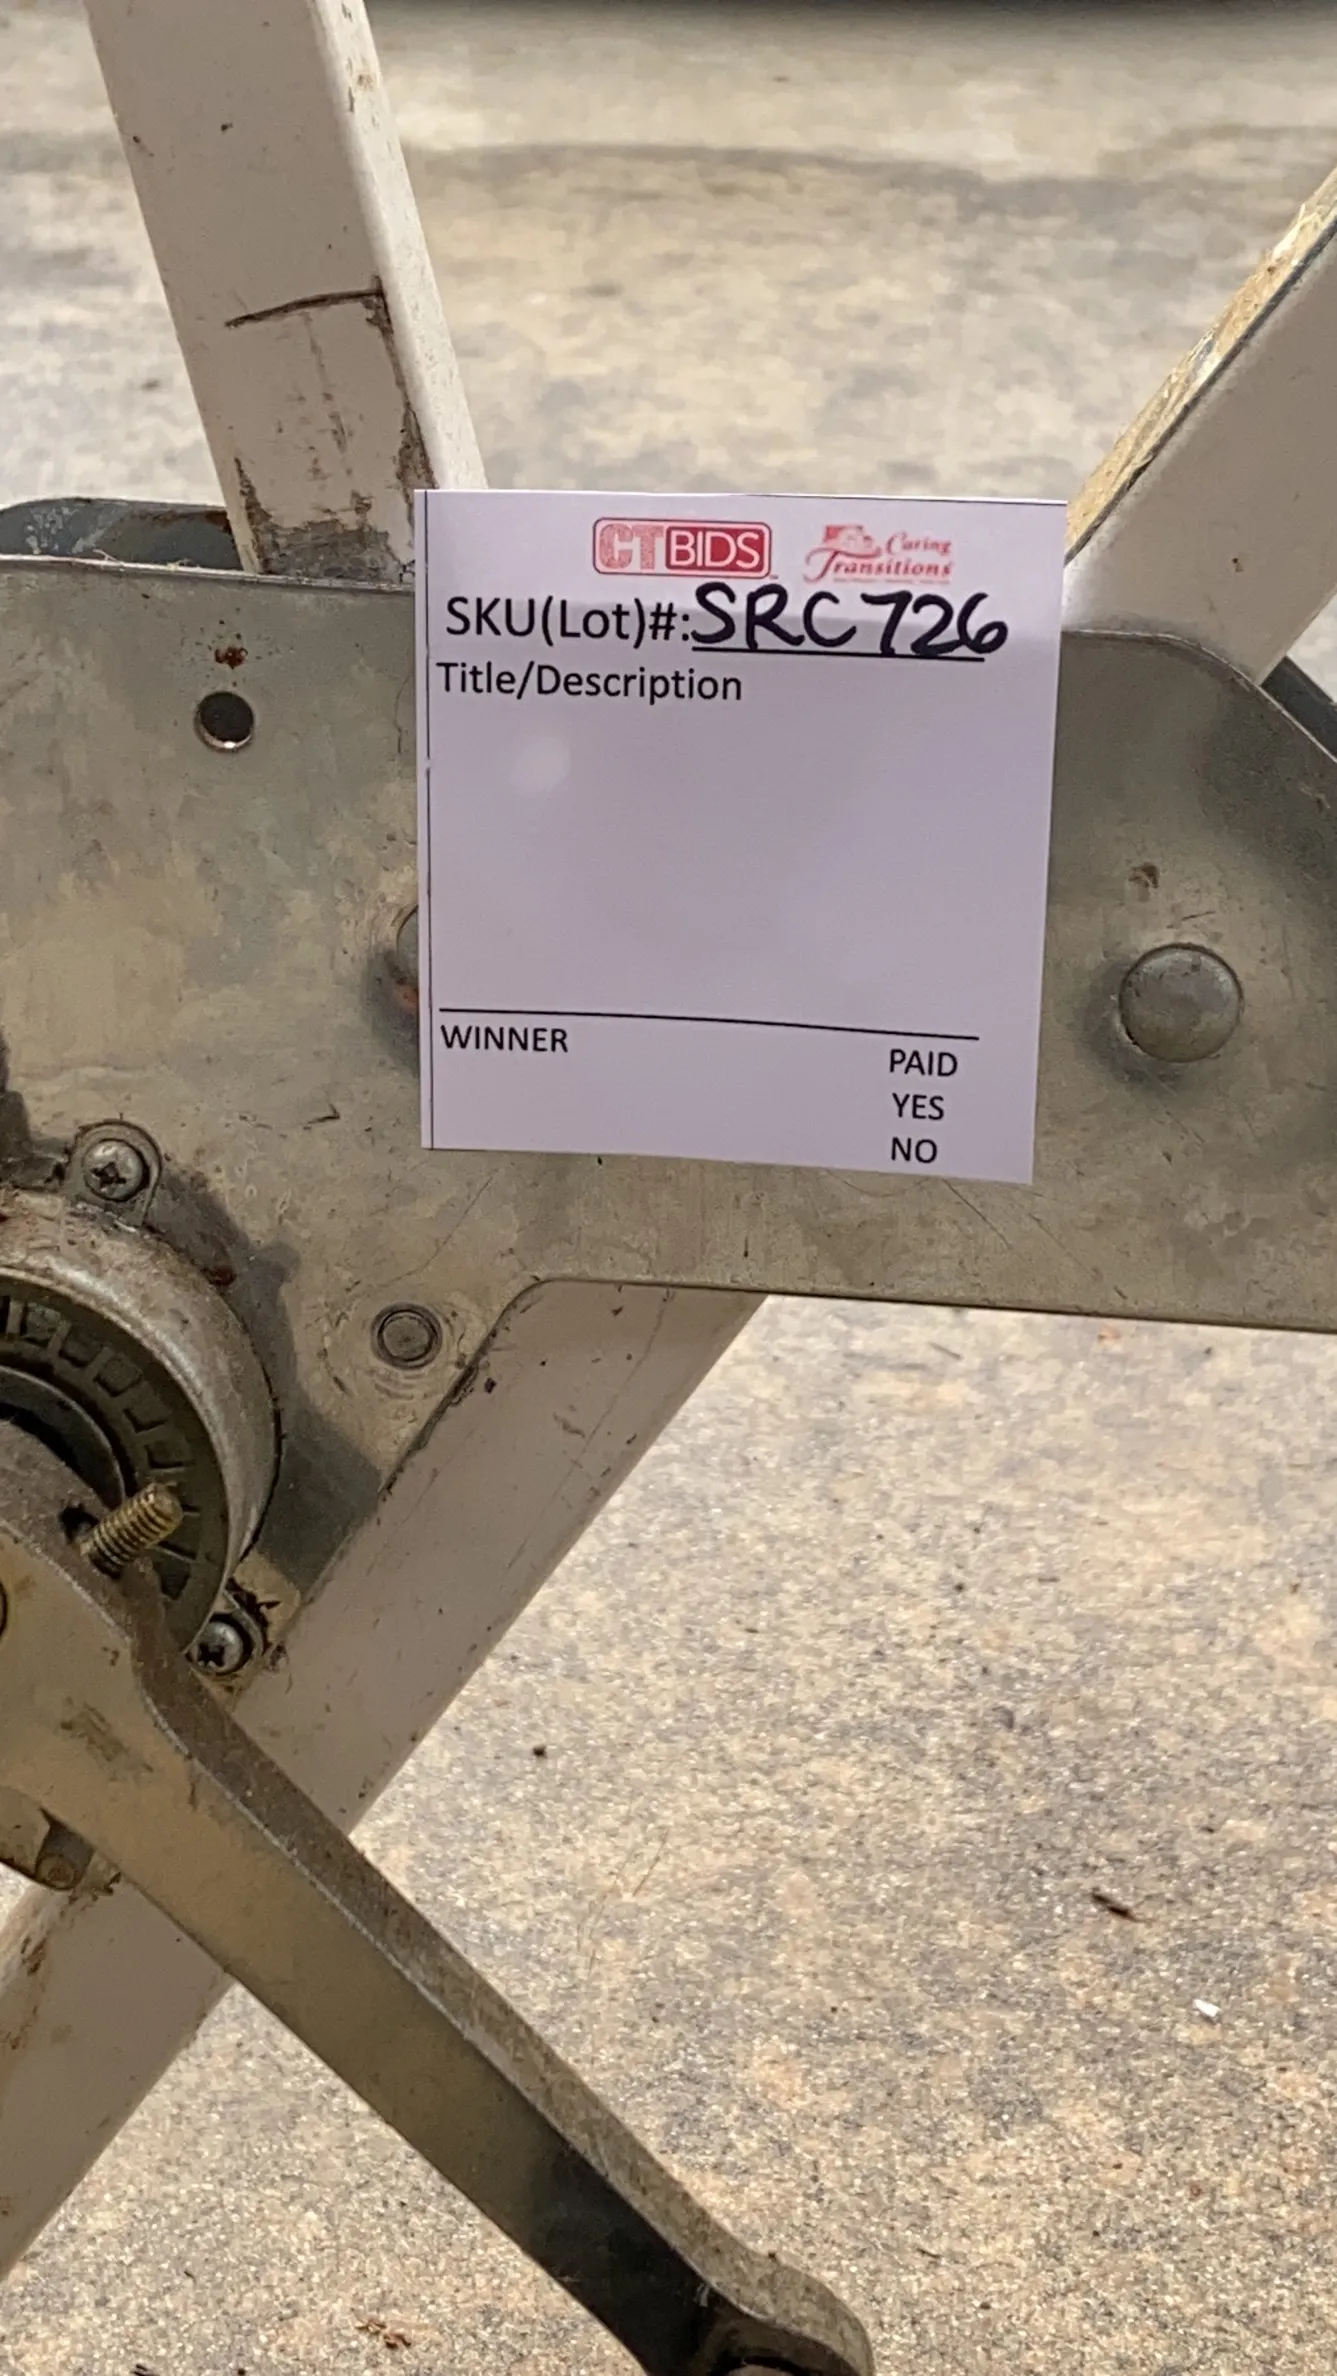 CTBIDS Caring Transitions
SKU(Lot)#: SRC726
Title/Description
WINNER
PAID
YES
NO